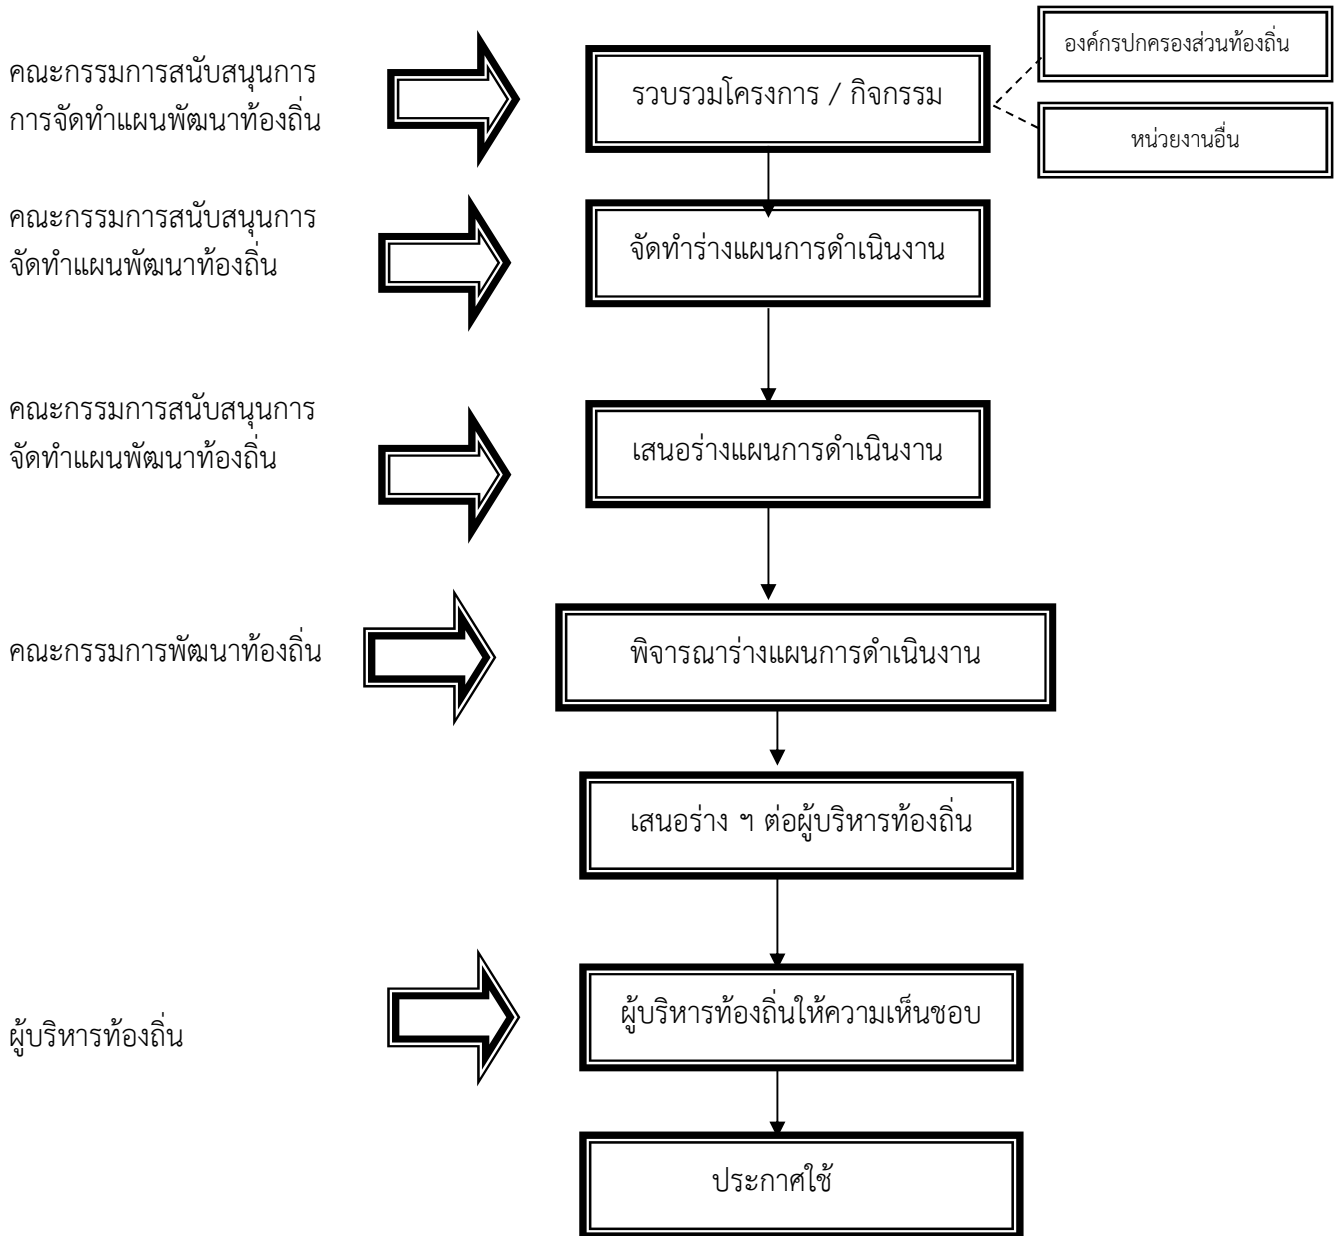 องค์กรปกครองส่วนท้องถิ่น
คณะกรรมการสนับสนุนการ
การจัดทำแผนพัฒนาท้องถิ่น
รวบรวมโครงการ / กิจกรรม
หน่วยงานอื่น
คณะกรรมการสนับสนุนการ
จัดทำแผนพัฒนาท้องถิ่น
จัดทำร่างแผนการดำเนินงาน
คณะกรรมการสนับสนุนการ
จัดทำแผนพัฒนาท้องถิ่น
เสนอร่างแผนการดำเนินงาน
คณะกรรมการพัฒนาท้องถิ่น
พิจารณาร่างแผนการดำเนินงาน
เสนอร่าง ฯ ต่อผู้บริหารท้องถิ่น
ผู้บริหารท้องถิ่น
ผู้บริหารท้องถิ่นให้ความเห็นชอบ
ประกาศใช้